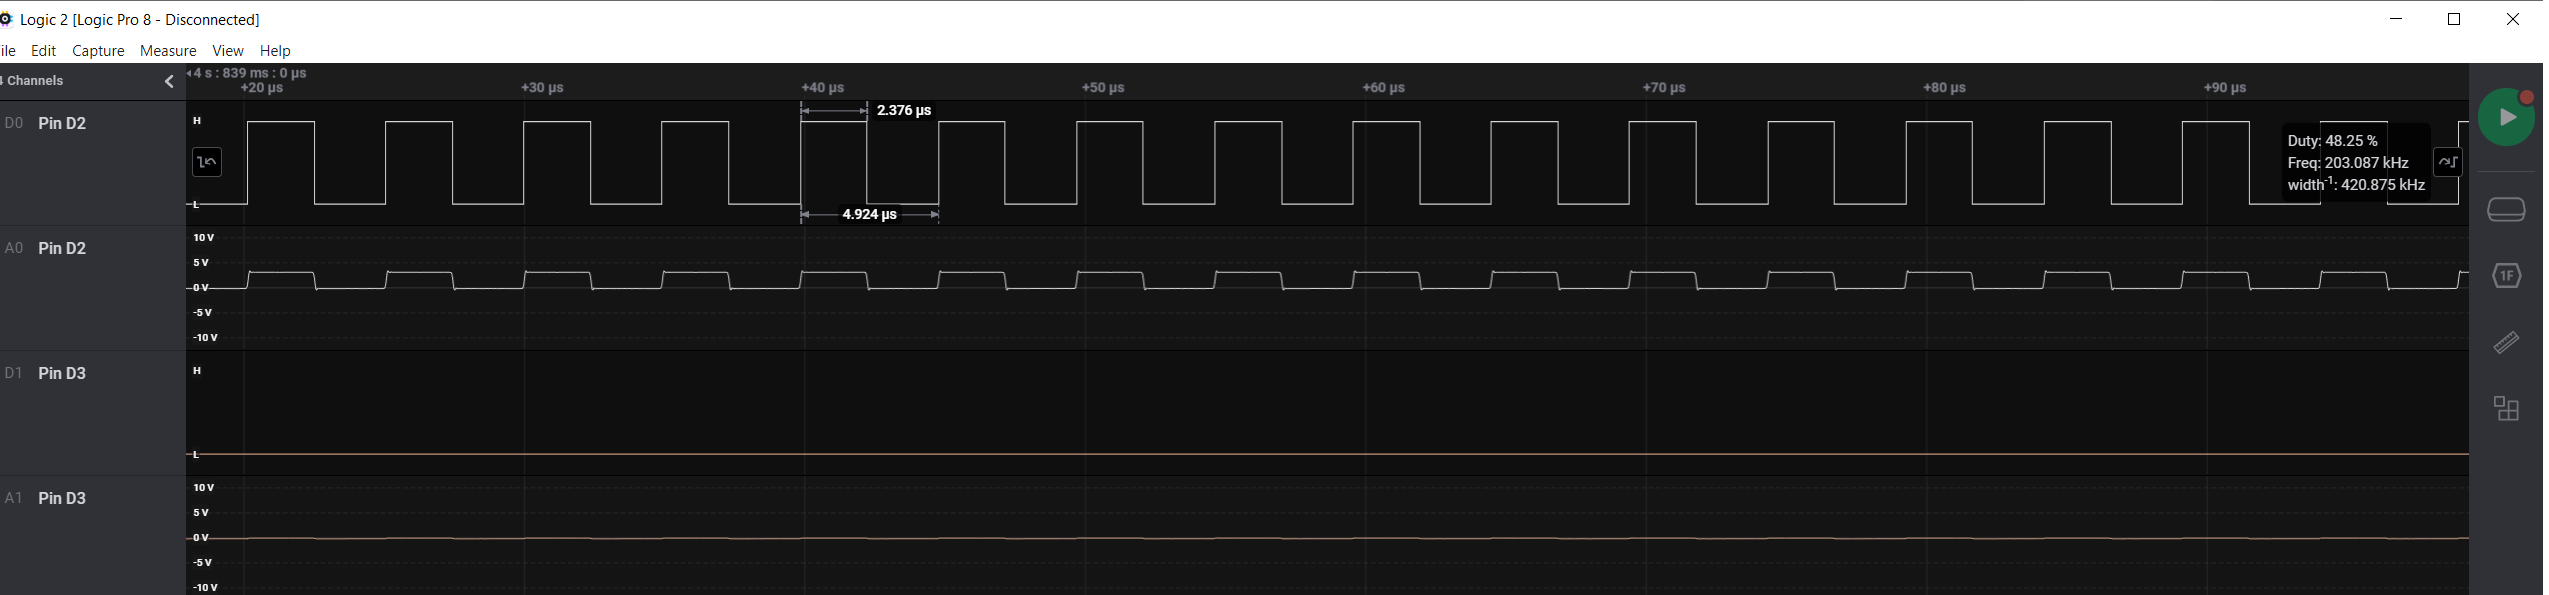 Logic 2 [Logic Pro 8 - Disconnected]
ile Edit Capture Measure View Help
4 Channels
4 s : 839 ms : 0 µs
+20 µs +30 µs +40 µs +50 µs +60 µs +70 µs +80 µs +90 µs
D0 Pin D2
H
L
2.376 µs
4.924 µs
Duty: 48.25 %
Freq: 203.087 kHz
width-1: 420.875 kHz
A0 Pin D2
10 V
5 V
0 V
-5 V
-10 V
D1 Pin D3
H
L
A1 Pin D3
10 V
5 V
0 V
-5 V
-10 V
1F